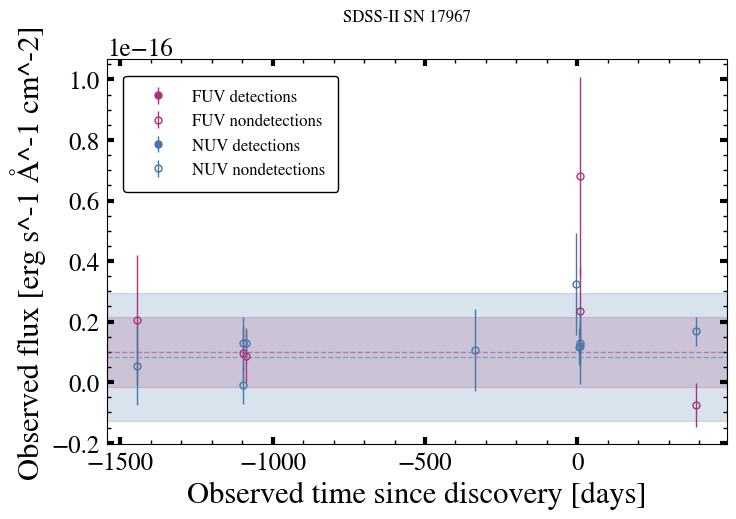 SDSS-II SN 17967
1e−16
Observed flux [erg s^-1 Å^-1 cm^-2]
1.0
0.8
0.6
0.4
0.2
0.0
−0.2
FUV detections
FUV nondetections
NUV detections
NUV nondetections
−1500 −1000 −500 0
Observed time since discovery [days]